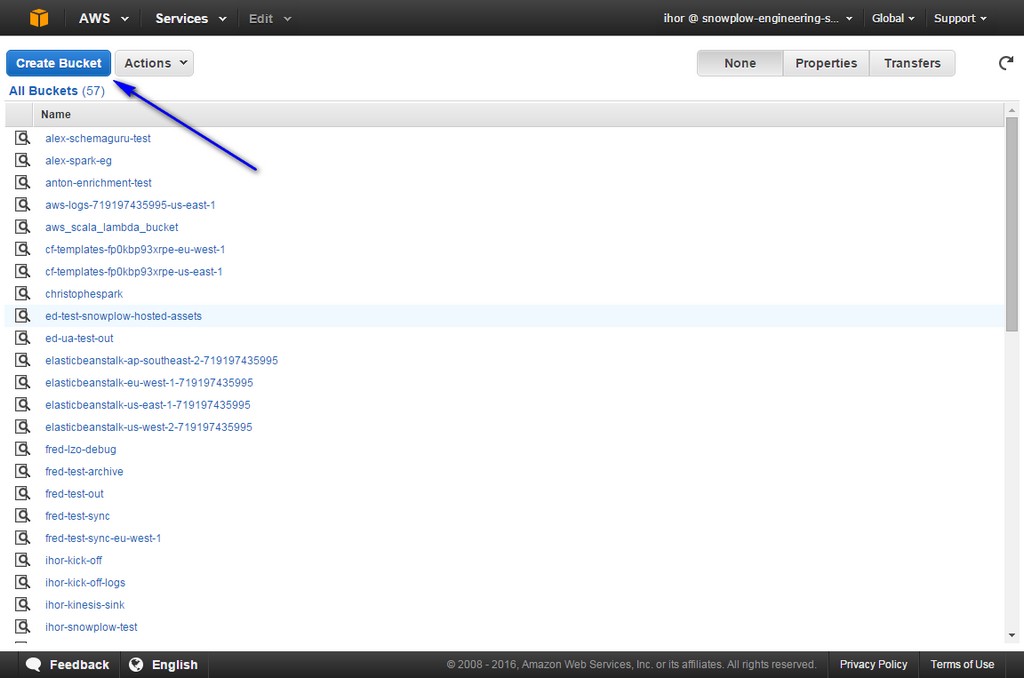 AWS Services Edit ihor @ snowplow-engineering-s... Global Support
Create Bucket Actions None Properties Transfers
All Buckets (57)
Name
alex-schemaguru-test
alex-spark-eg
anton-enrichment-test
aws-logs-719197435995-us-east-1
aws_scala_lambda_bucket
cf-templates-fp0kbp93xrpe-eu-west-1
cf-templates-fp0kbp93xrpe-us-east-1
christophespark
ed-test-snowplow-hosted-assets
ed-ua-test-out
elasticbeanstalk-ap-southeast-2-719197435995
elasticbeanstalk-eu-west-1-719197435995
elasticbeanstalk-us-east-1-719197435995
elasticbeanstalk-us-west-2-719197435995
fred-lzo-debug
fred-test-archive
fred-test-out
fred-test-sync
fred-test-sync-eu-west-1
ihor-kick-off
ihor-kick-off-logs
ihor-kinesis-sink
ihor-snowplow-test
Feedback English © 2008 - 2016, Amazon Web Services, Inc. or its affiliates. All rights reserved. Privacy Policy Terms of Use